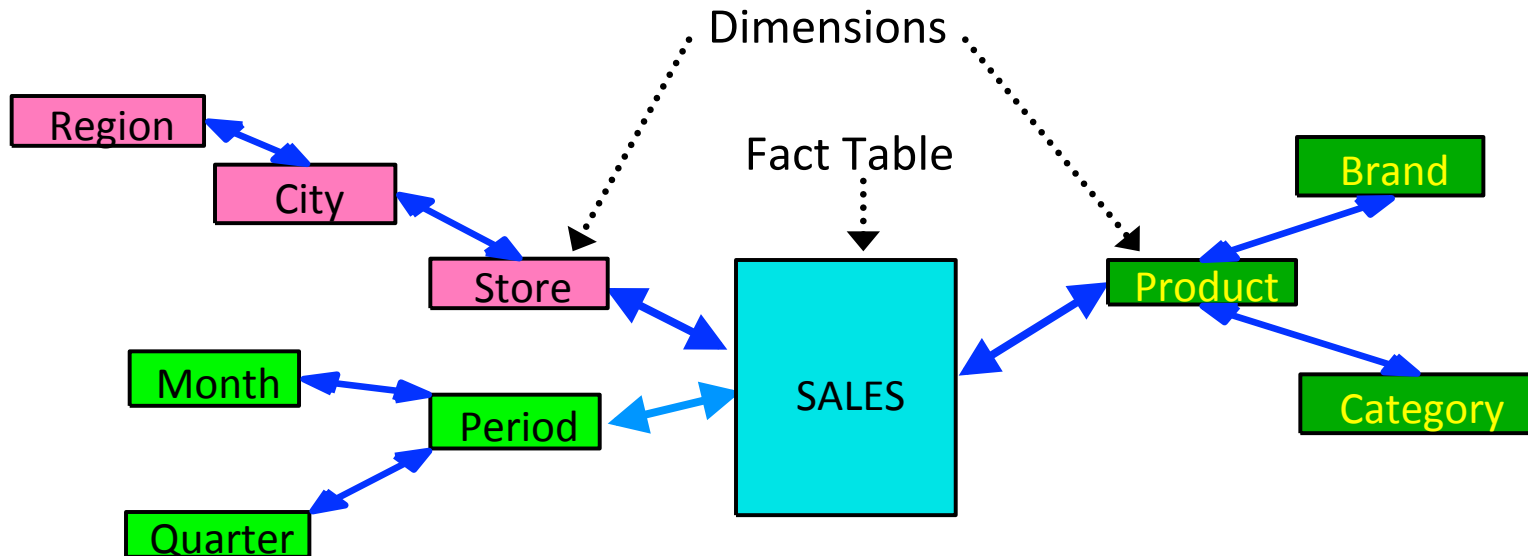 Dimensions
Region
Fact Table
Brand
City
Store
Product
Month
SALES
Period
Category
Quarter